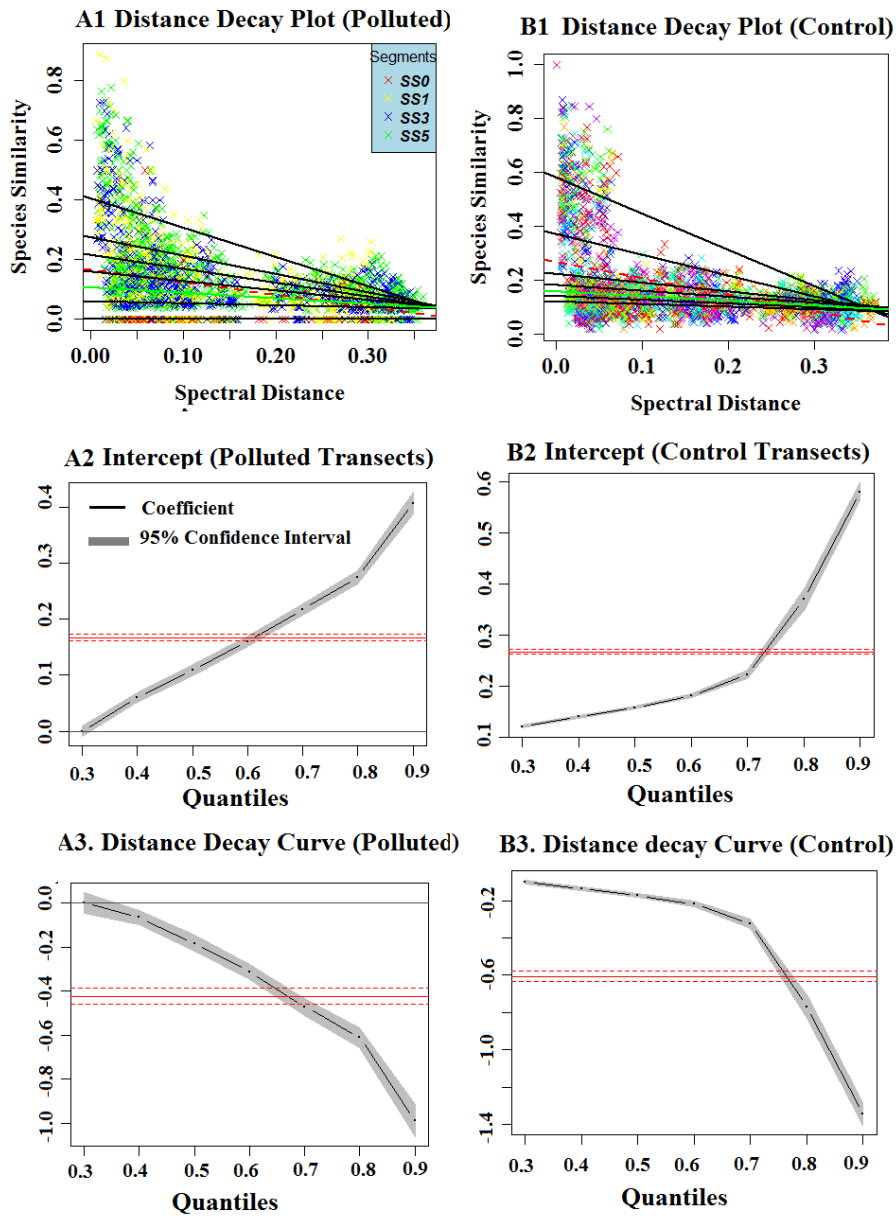 A1 Distance Decay Plot (Polluted)
Species Similarity
0.0 0.2 0.4 0.6 0.8
Segments
SS0
SS1
SS3
SS5
0.00 0.10 0.20 0.30
Spectral Distance
B1 Distance Decay Plot (Control)
Species Similarity
0.0 0.2 0.4 0.6 0.8 1.0
0.0 0.1 0.2 0.3
Spectral Distance
A2 Intercept (Polluted Transects)
0.0 0.1 0.2 0.3 0.4
Coefficient
95% Confidence Interval
0.3 0.4 0.5 0.6 0.7 0.8 0.9
Quantiles
B2 Intercept (Control Transects)
0.1 0.2 0.3 0.4 0.5 0.6
0.3 0.4 0.5 0.6 0.7 0.8 0.9
Quantiles
A3. Distance Decay Curve (Polluted)
-1.0 -0.8 -0.6 -0.4 -0.2 0.0
0.3 0.4 0.5 0.6 0.7 0.8 0.9
Quantiles
B3. Distance decay Curve (Control)
-1.4 -1.0 -0.6 -0.2
0.3 0.4 0.5 0.6 0.7 0.8 0.9
Quantiles